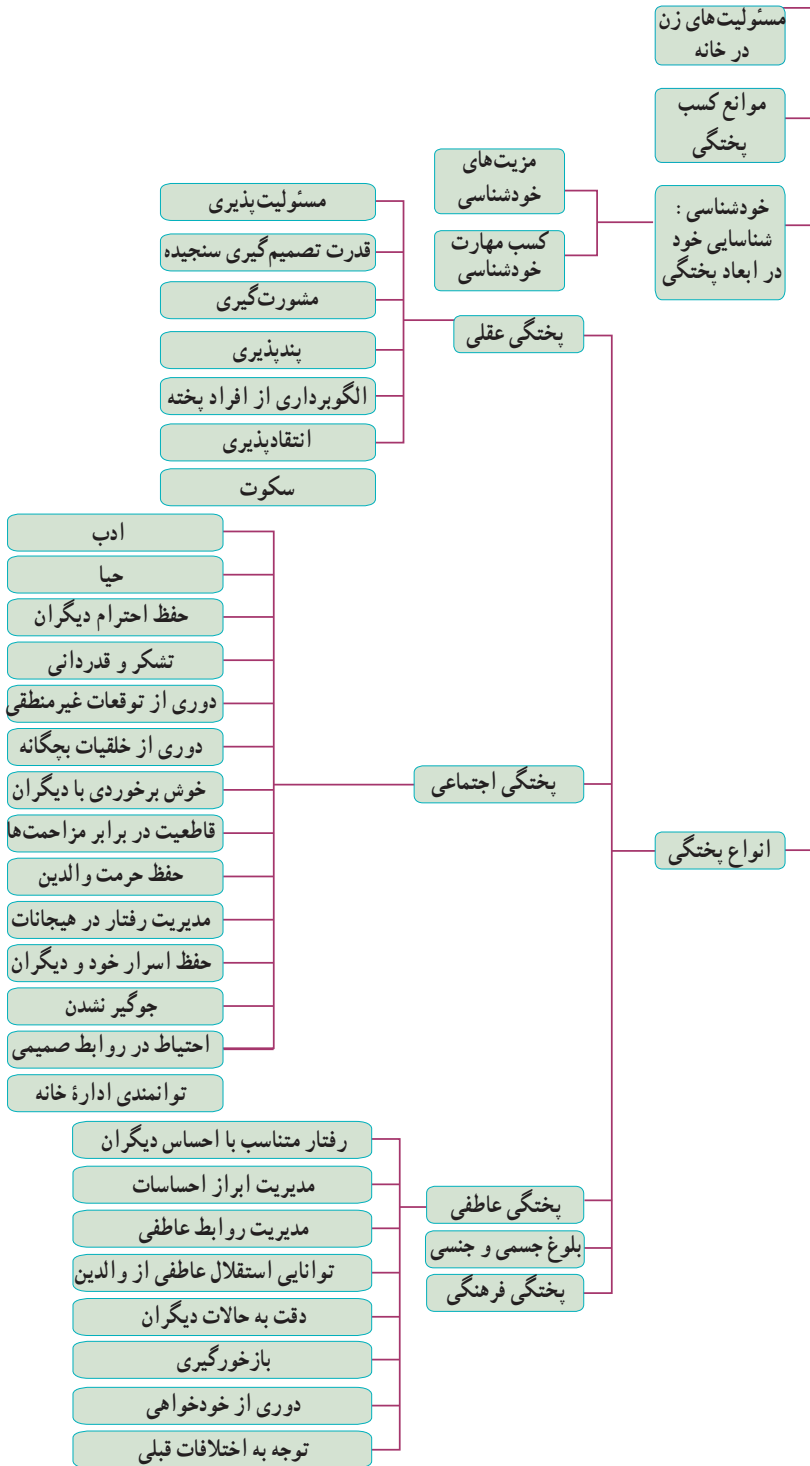 مسئولیت‌های زن
در خانه
موانع کسب
پختگی
خودشناسی :
شناسایی خود
در ابعاد پختگی
مزیت‌های
خودشناسی
کسب مهارت
خودشناسی
انواع پختگی
پختگی عقلی
مسئولیت‌پذیری
قدرت تصمیم‌گیری سنجیده
مشورت‌گیری
پندپذیری
الگوبرداری از افراد پخته
انتقادپذیری
سکوت
پختگی اجتماعی
ادب
حیا
حفظ احترام دیگران
تشکر و قدردانی
دوری از توقعات غیرمنطقی
دوری از خلقیات بچگانه
خوش برخوردی با دیگران
قاطعیت در برابر مزاحمت‌ها
حفظ حرمت والدین
مدیریت رفتار در هیجانات
حفظ اسرار خود و دیگران
جوگیر نشدن
احتیاط در روابط صمیمی
توانمندی ادارهٔ خانه
پختگی عاطفی
رفتار متناسب با احساس دیگران
مدیریت ابراز احساسات
مدیریت روابط عاطفی
توانایی استقلال عاطفی از والدین
دقت به حالات دیگران
بازخورگیری
دوری از خودخواهی
توجه به اختلافات قبلی
بلوغ جسمی و جنسی
پختگی فرهنگی